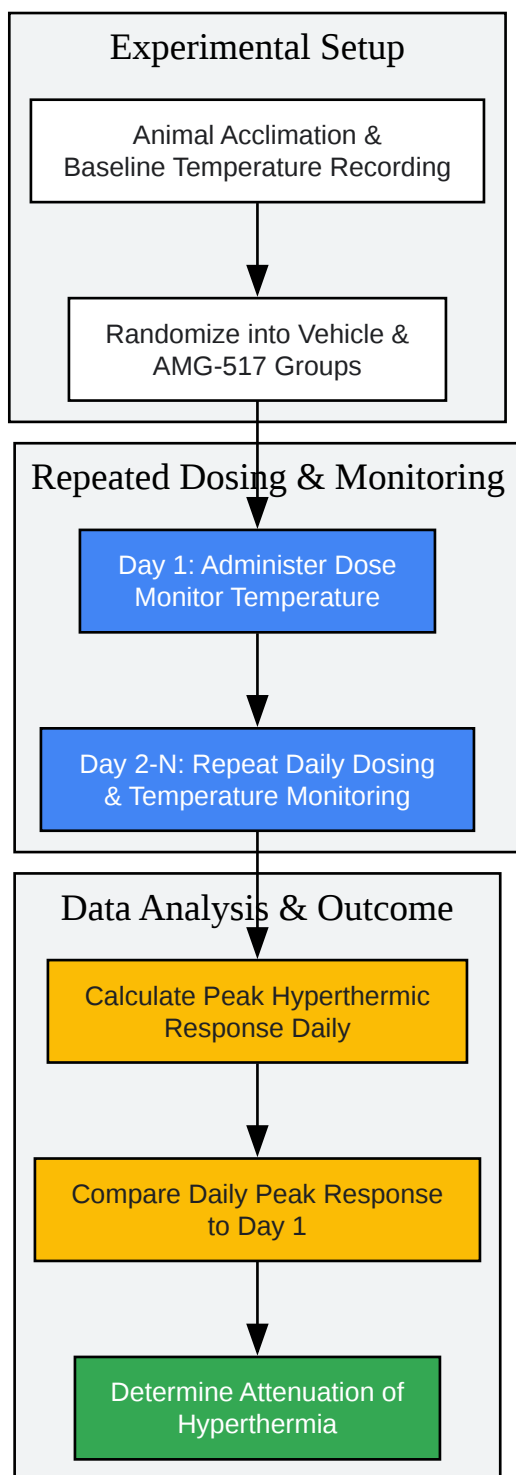 Experimental Setup
Animal Acclimation &
Baseline Temperature Recording
Randomize into Vehicle &
AMG-517 Groups
Repeated Dosing & Monitoring
Day 1: Administer Dose
Monitor Temperature
Day 2-N: Repeat Daily Dosing
& Temperature Monitoring
Data Analysis & Outcome
Calculate Peak Hyperthermic
Response Daily
Compare Daily Peak Response
to Day 1
Determine Attenuation of
Hyperthermia